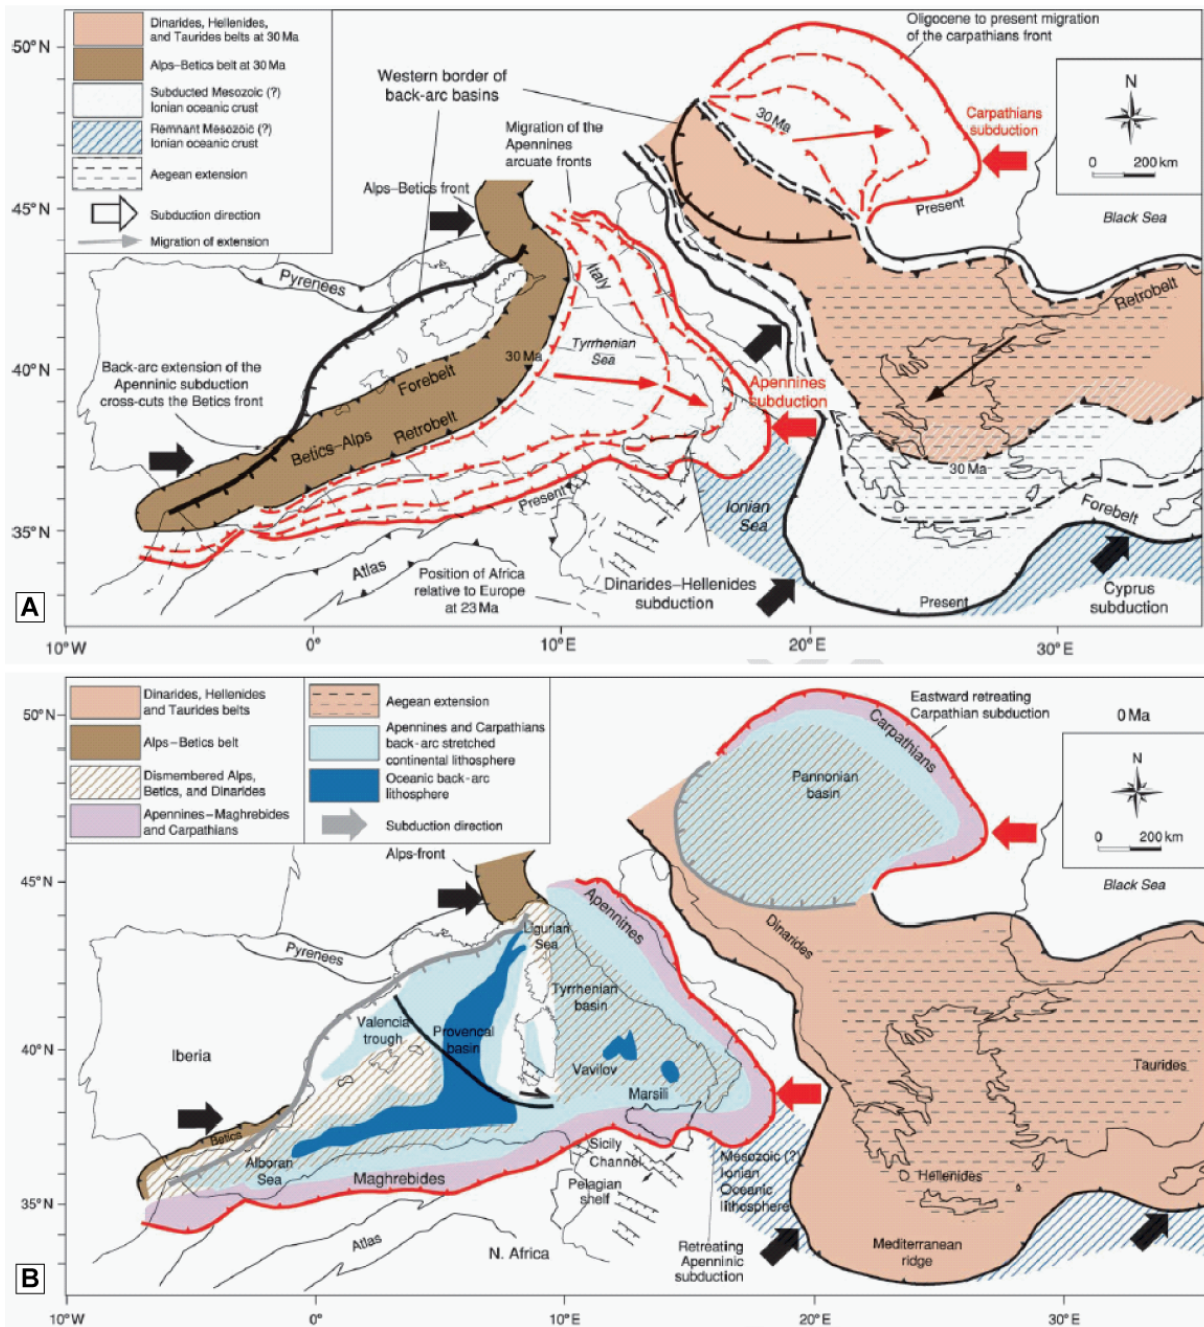 Dinarides, Hellenides,
and Taurides belts at 30 Ma
Alps–Betics belt at 30 Ma
Subducted Mesozoic (?)
Ionian oceanic crust
Remnant Mesozoic (?)
Ionian oceanic crust
Aegean extension
Subduction direction
Migration of extension
Western border of
back-arc basins
Oligocene to present migration
of the carpathians front
N
0 200 km
Carpathians
subduction
30 Ma
Present
Black Sea
Migration of the
Apennines
arcuate fronts
Alps–Betics front
Pyrenees
Italy
Retrobelt
Tyrrhenian
Sea
30 Ma
Back-arc extension of the
Apenninic subduction
cross-cuts the Betics front
Forebelt
Apennines
subduction
Betics–Alps
Retrobelt
30 Ma
Present
Ionian
Sea
Forebelt
Atlas
Position of Africa
relative to Europe
at 23 Ma
Dinarides–Hellenides
subduction
Present
Cyprus
subduction
50°N
45°N
40°N
35°N
A
10°W
0°
10°E
20°E
30°E
Dinarides, Hellenides
and Taurides belts
Alps–Betics belt
Dismembered Alps,
Betics, and Dinarides
Apennines–Maghrebides
and Carpathians
Aegean extension
Apennines and Carpathians
back-arc stretched
continental lithosphere
Oceanic back-arc
lithosphere
Subduction direction
Eastward retreating
Carpathian subduction
0 Ma
N
0 200 km
Carpathians
Pannonian
basin
Black Sea
Alps-front
Pyrenees
Ligurian
Sea
Apennines
Dinarides
Tyrrhenian
basin
Valencia
trough
Provençal
basin
Iberia
Vavilov
Marsili
Taurides
Betics
Alboran
Sea
Maghrebides
Sicily
Channel
Pelagian
shelf
Mesozoic (?)
Ionian
Oceanic
lithosphere
Hellenides
Atlas
N. Africa
Retreating
Apenninic
subduction
Mediterranean
ridge
50°N
45°N
40°N
35°N
B
10°W
0°
10°E
20°E
30°E